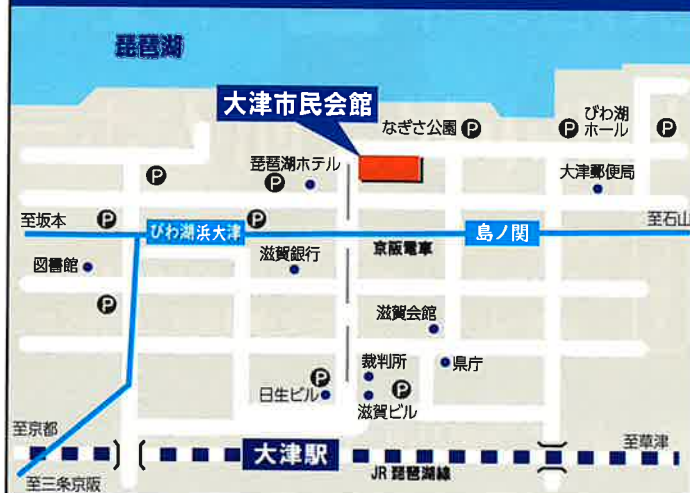 琵琶湖
大津市民会館
なぎさ公園 P
P
びわ湖
ホール
P
琵琶湖ホテル
P
P
大津郵便局
至坂本
P
P
至石山
びわ湖浜大津
島ノ関
京阪電車
図書館
滋賀銀行
P
滋賀会館
裁判所
県庁
P
日生ビル
P
滋賀ビル
至京都
大津駅
至草津
JR 琵琶湖線
至三条京阪